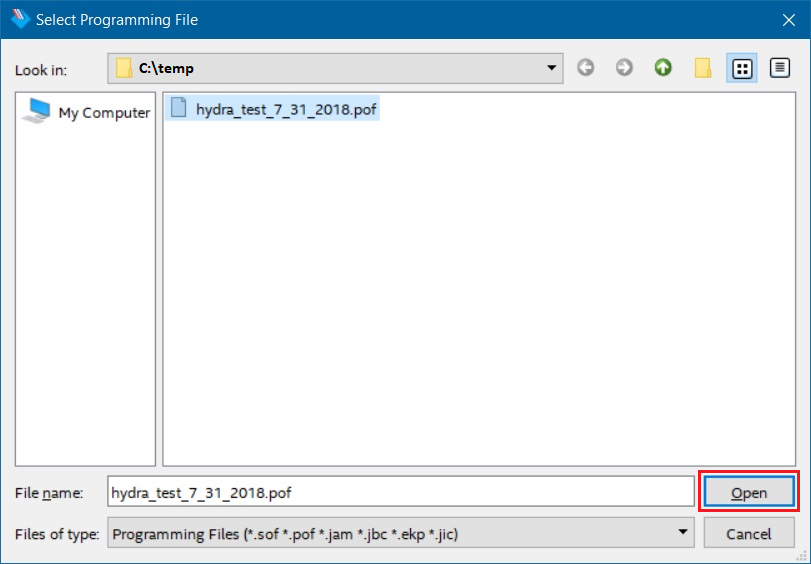 Select Programming File
Look in: C:\temp
My Computer
hydra_test_7_31_2018.pof
File name: hydra_test_7_31_2018.pof Open
Files of type: Programming Files (*.sof *.pof *.jam *.jbc *.ekp *.jic) Cancel